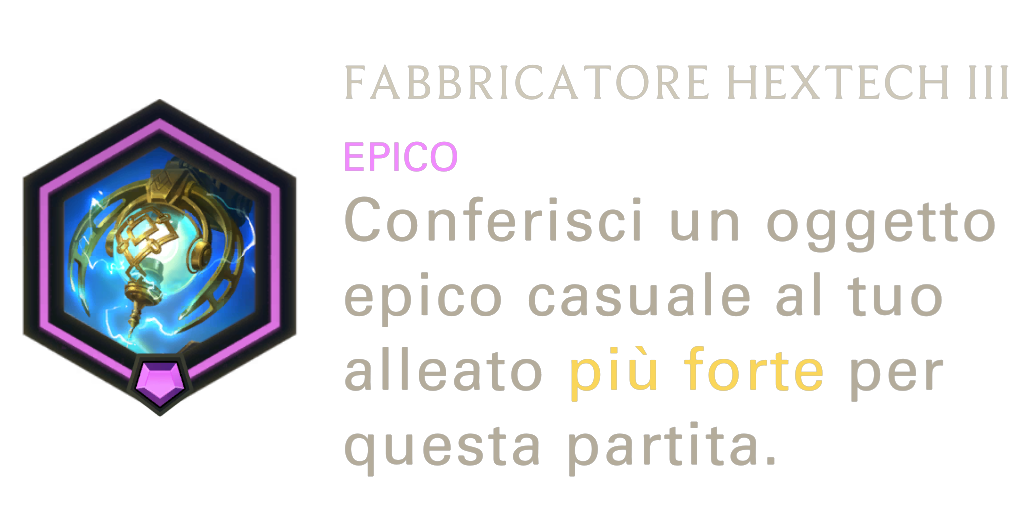 FABBRICATORE HEXTECH III
EPICO
Conferisci un oggetto
epico casuale al tuo
alleato più forte per
questa partita.